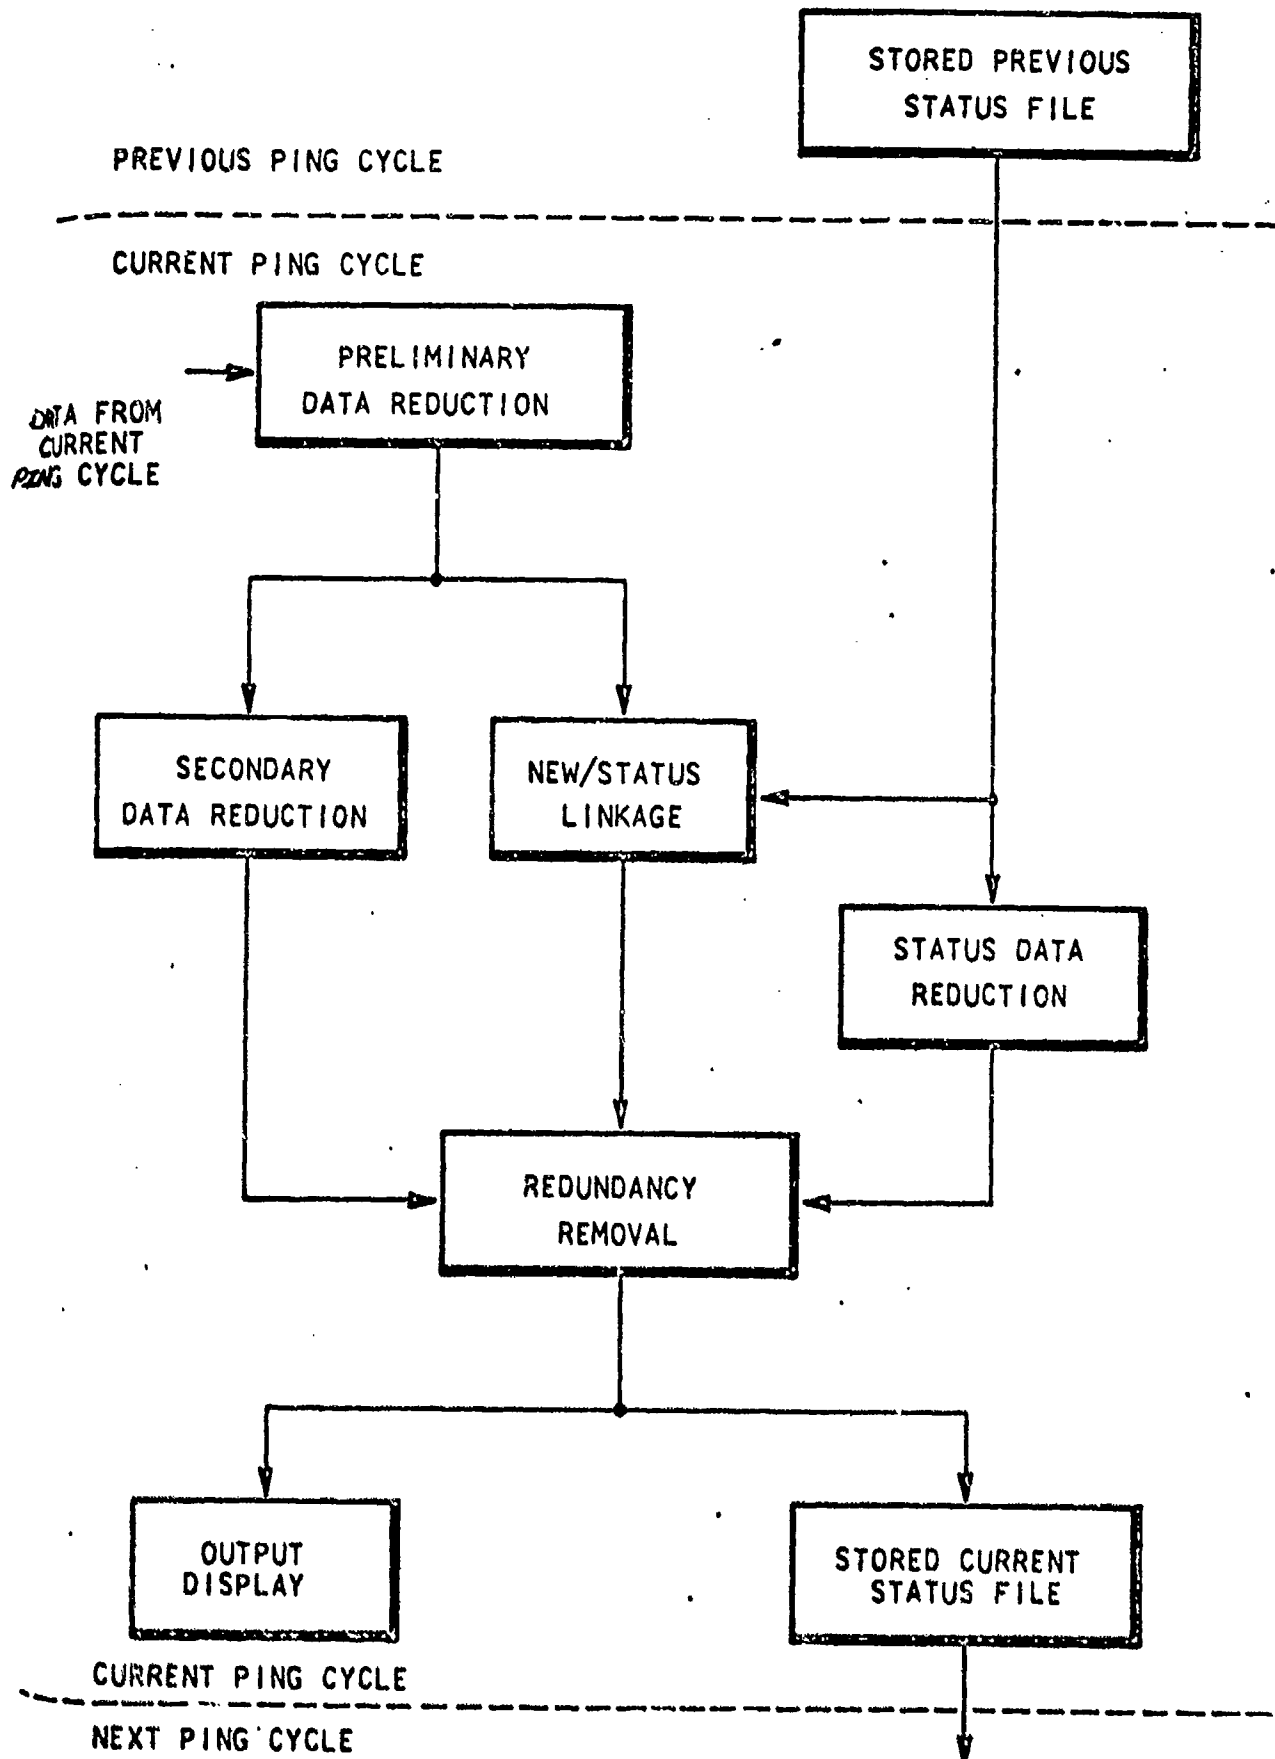 STORED PREVIOUS
STATUS FILE
PREVIOUS PING CYCLE
CURRENT PING CYCLE
PRELIMINARY
DATA REDUCTION
DATA FROM
CURRENT
PING CYCLE
SECONDARY
DATA REDUCTION
NEW/STATUS
LINKAGE
STATUS DATA
REDUCTION
REDUNDANCY
REMOVAL
OUTPUT
DISPLAY
STORED CURRENT
STATUS FILE
CURRENT PING CYCLE
NEXT PING CYCLE